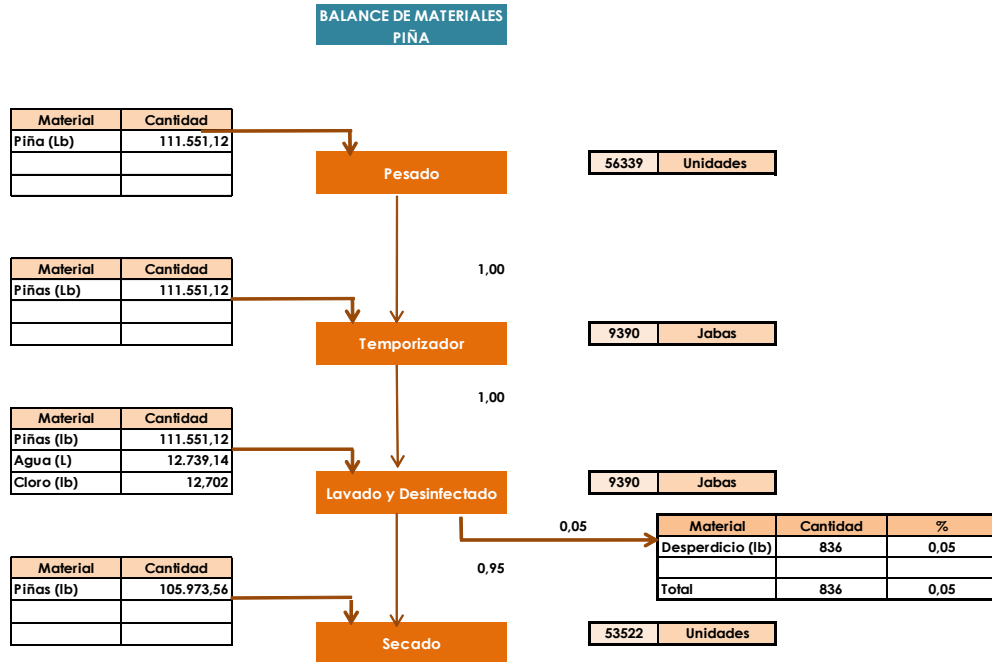 BALANCE DE MATERIALES
PIÑA
Material Cantidad
Piña (Lb) 111.551,12
Pesado
56339 Unidades
1,00
Material Cantidad
Piñas (Lb) 111.551,12
Temporizador
9390 Jabas
1,00
Material Cantidad
Piñas (lb) 111.551,12
Agua (L) 12.739,14
Cloro (lb) 12,702
Lavado y Desinfectado
9390 Jabas
0,05
Material Cantidad %
Desperdicio (lb) 836 0,05
Total 836 0,05
0,95
Material Cantidad
Piñas (lb) 105.973,56
Secado
53522 Unidades